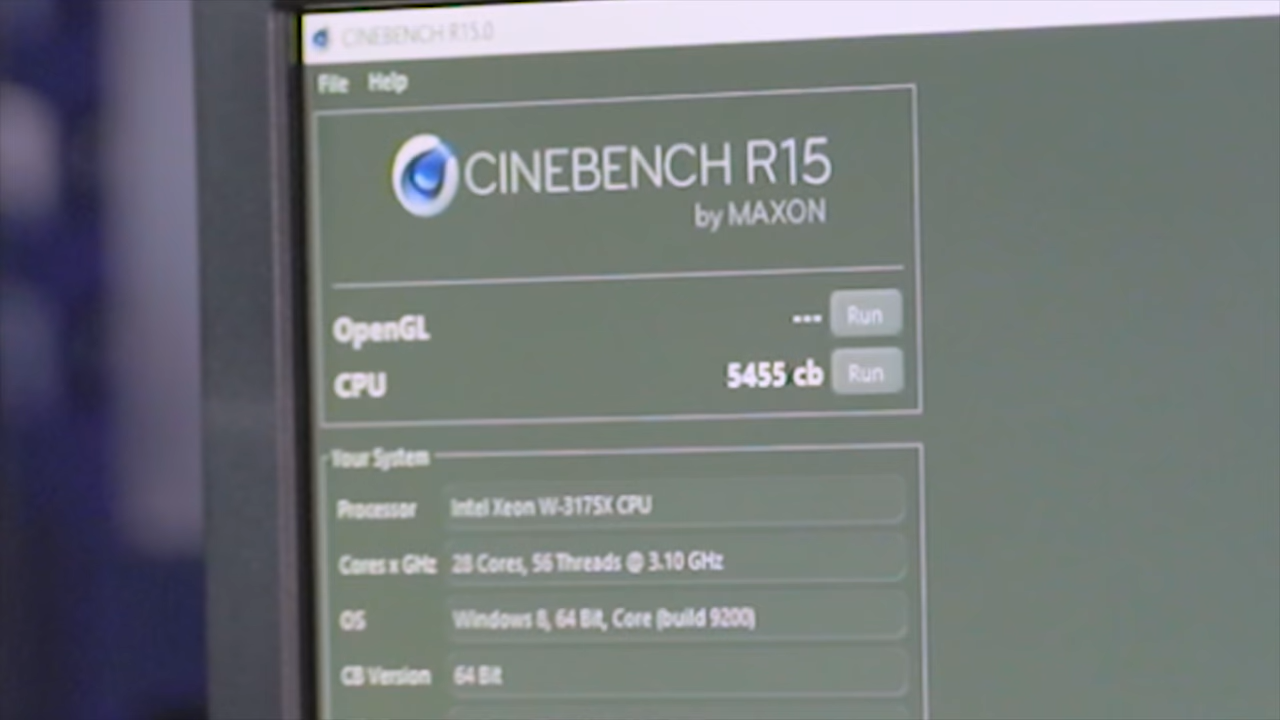 CINEBENCH R15.0
File Help
CINEBENCH R15
by MAXON
OpenGL --- Run
CPU 5455 cb Run
Your System
Processor Intel Xeon W-3175X CPU
Cores x GHz 28 Cores, 56 Threads @ 3.10 GHz
OS Windows 8, 64 Bit, Core (build 9200)
CB Version 64 Bit